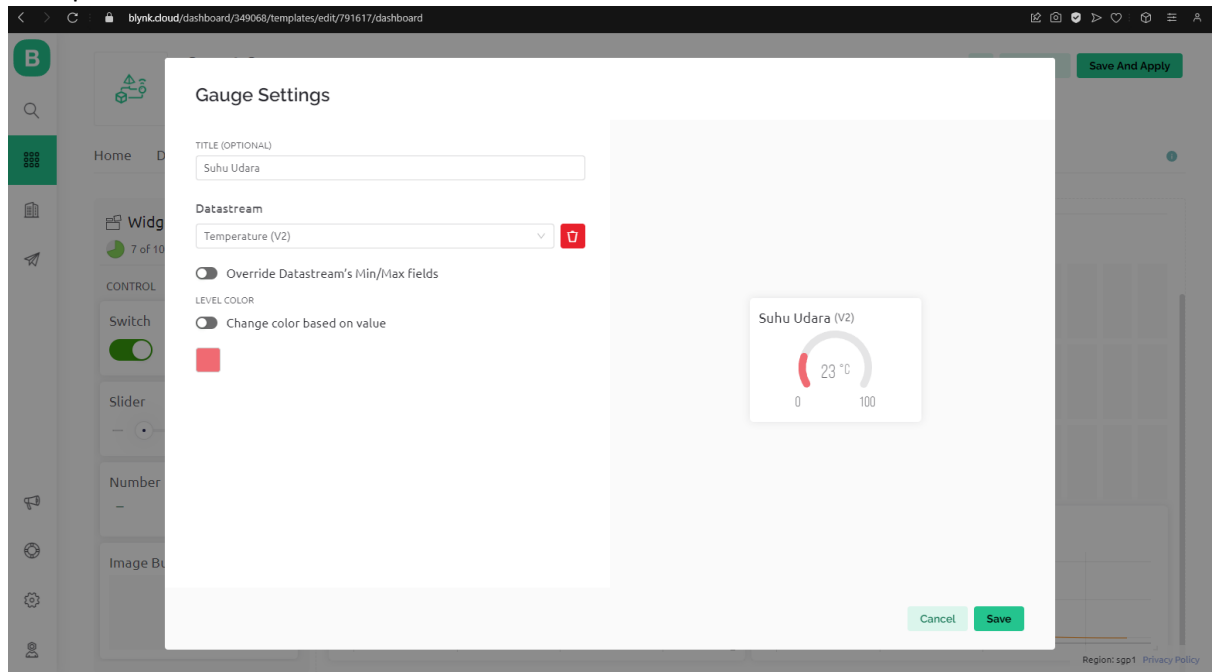 blynk.cloud/dashboard/349068/templates/edit/791617/dashboard
B
Save And Apply
Gauge Settings
Home D
TITLE (OPTIONAL)
Suhu Udara
Datastream
Temperature (V2)
Override Datastream's Min/Max fields
LEVEL COLOR
Change color based on value
Widg
7 of 10
CONTROL
Switch
Slider
Number
Image Bu
Suhu Udara (V2)
23 °C
0 100
Cancel Save
Region: sgp1 Privacy Policy